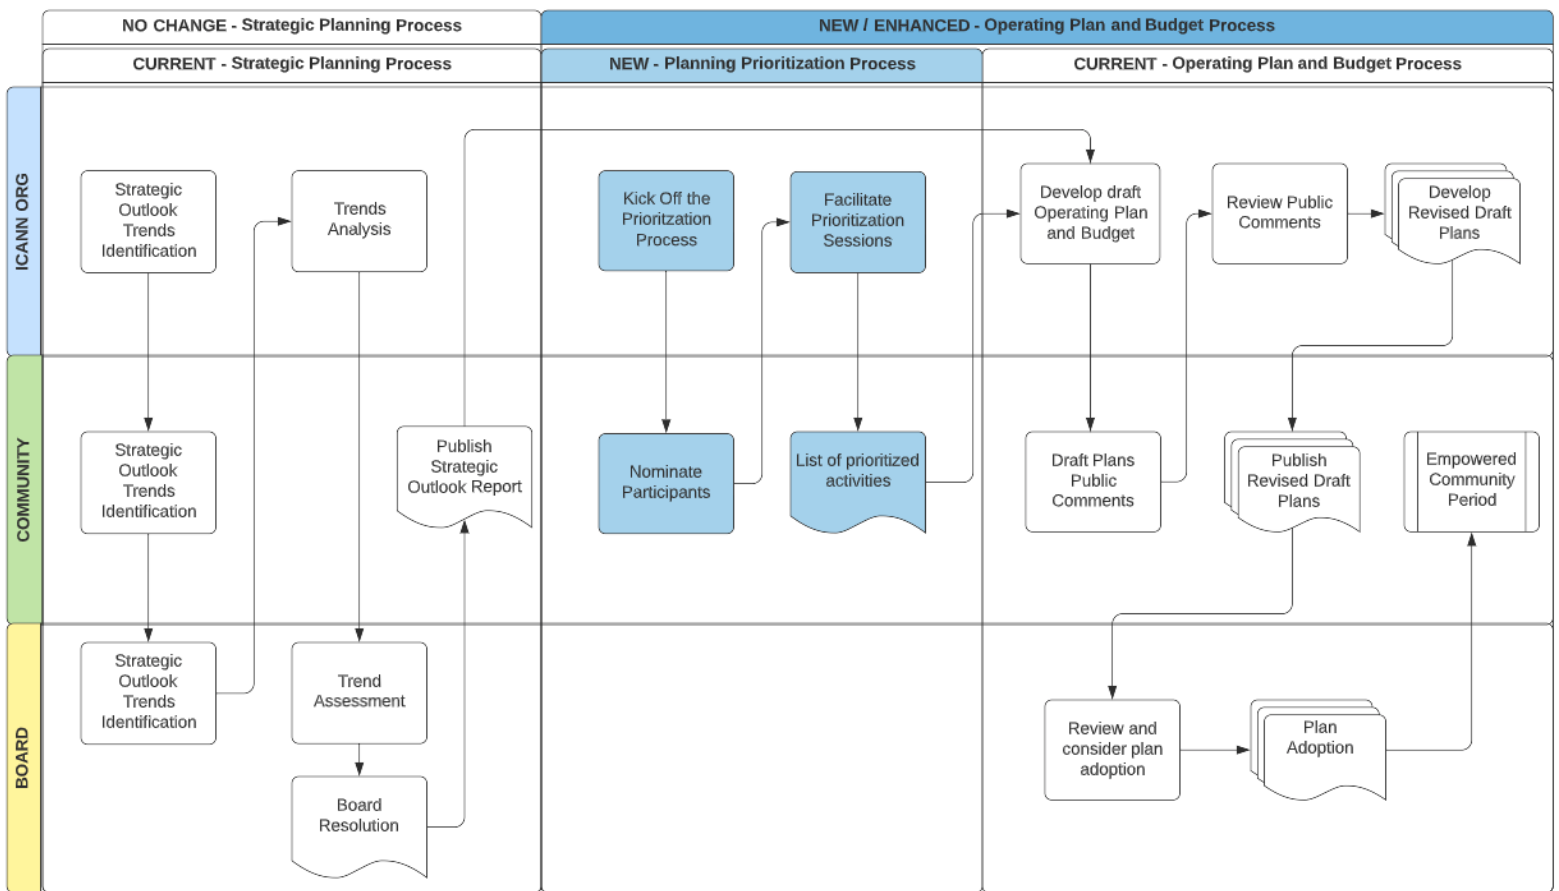 NO CHANGE - Strategic Planning Process
NEW / ENHANCED - Operating Plan and Budget Process
CURRENT - Strategic Planning Process
NEW - Planning Prioritization Process
CURRENT - Operating Plan and Budget Process
ICANN ORG
Strategic
Outlook
Trends
Identification
Trends
Analysis
Kick Off the
Prioritzation
Process
Facilitate
Prioritization
Sessions
Develop draft
Operating Plan
and Budget
Review Public
Comments
Develop
Revised Draft
Plans
COMMUNITY
Strategic
Outlook
Trends
Identification
Publish
Strategic
Outlook Report
Nominate
Participants
List of prioritized
activities
Draft Plans
Public
Comments
Publish
Revised Draft
Plans
Empowered
Community
Period
BOARD
Strategic
Outlook
Trends
Identification
Trend
Assessment
Board
Resolution
Review and
consider plan
adoption
Plan
Adoption